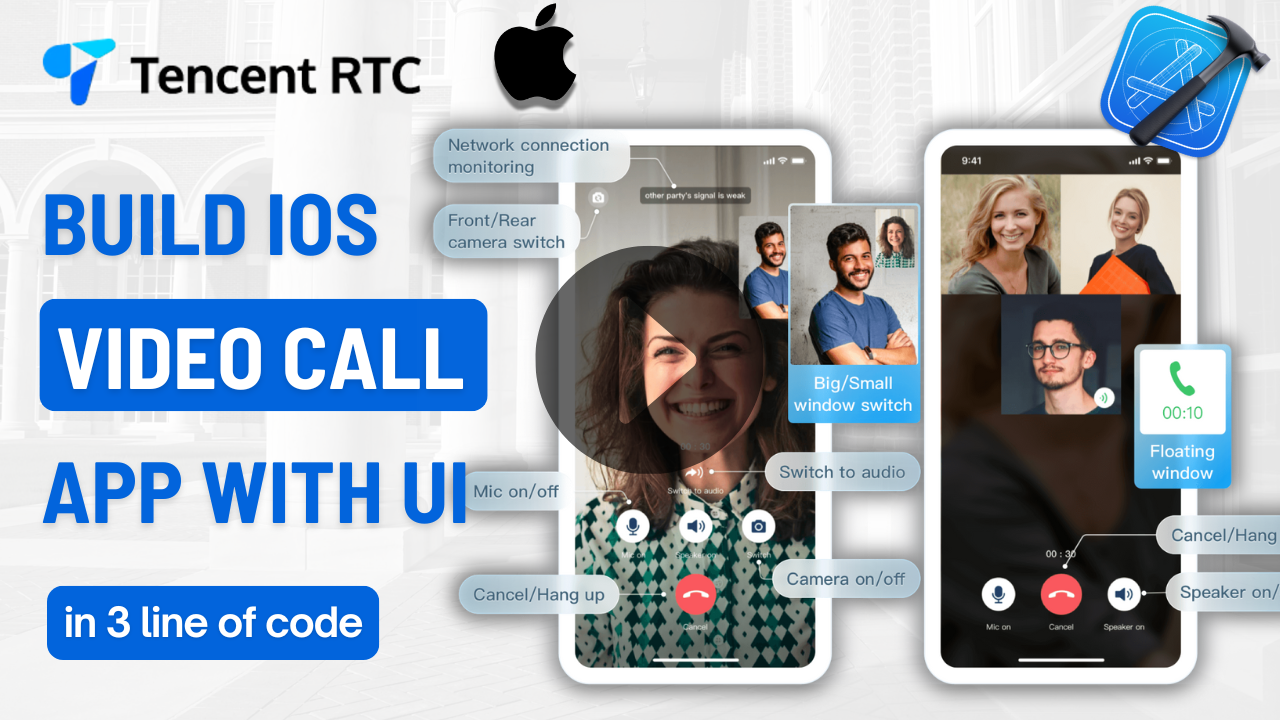 Tencent RTC
BUILD IOS
VIDEO CALL
APP WITH UI
in 3 line of code
Network connection
monitoring
other party's signal is weak
Front/Rear
camera switch
Big/Small
window switch
00 : 30
Switch to audio
Switch to audio
Mic on/off
Mic on
Speaker on
Switch
Camera on/off
Cancel/Hang up
Cancel
9:41
00:10
Floating
window
Cancel/Hang
00 : 30
Speaker on/
Mic on
Cancel
Speaker on